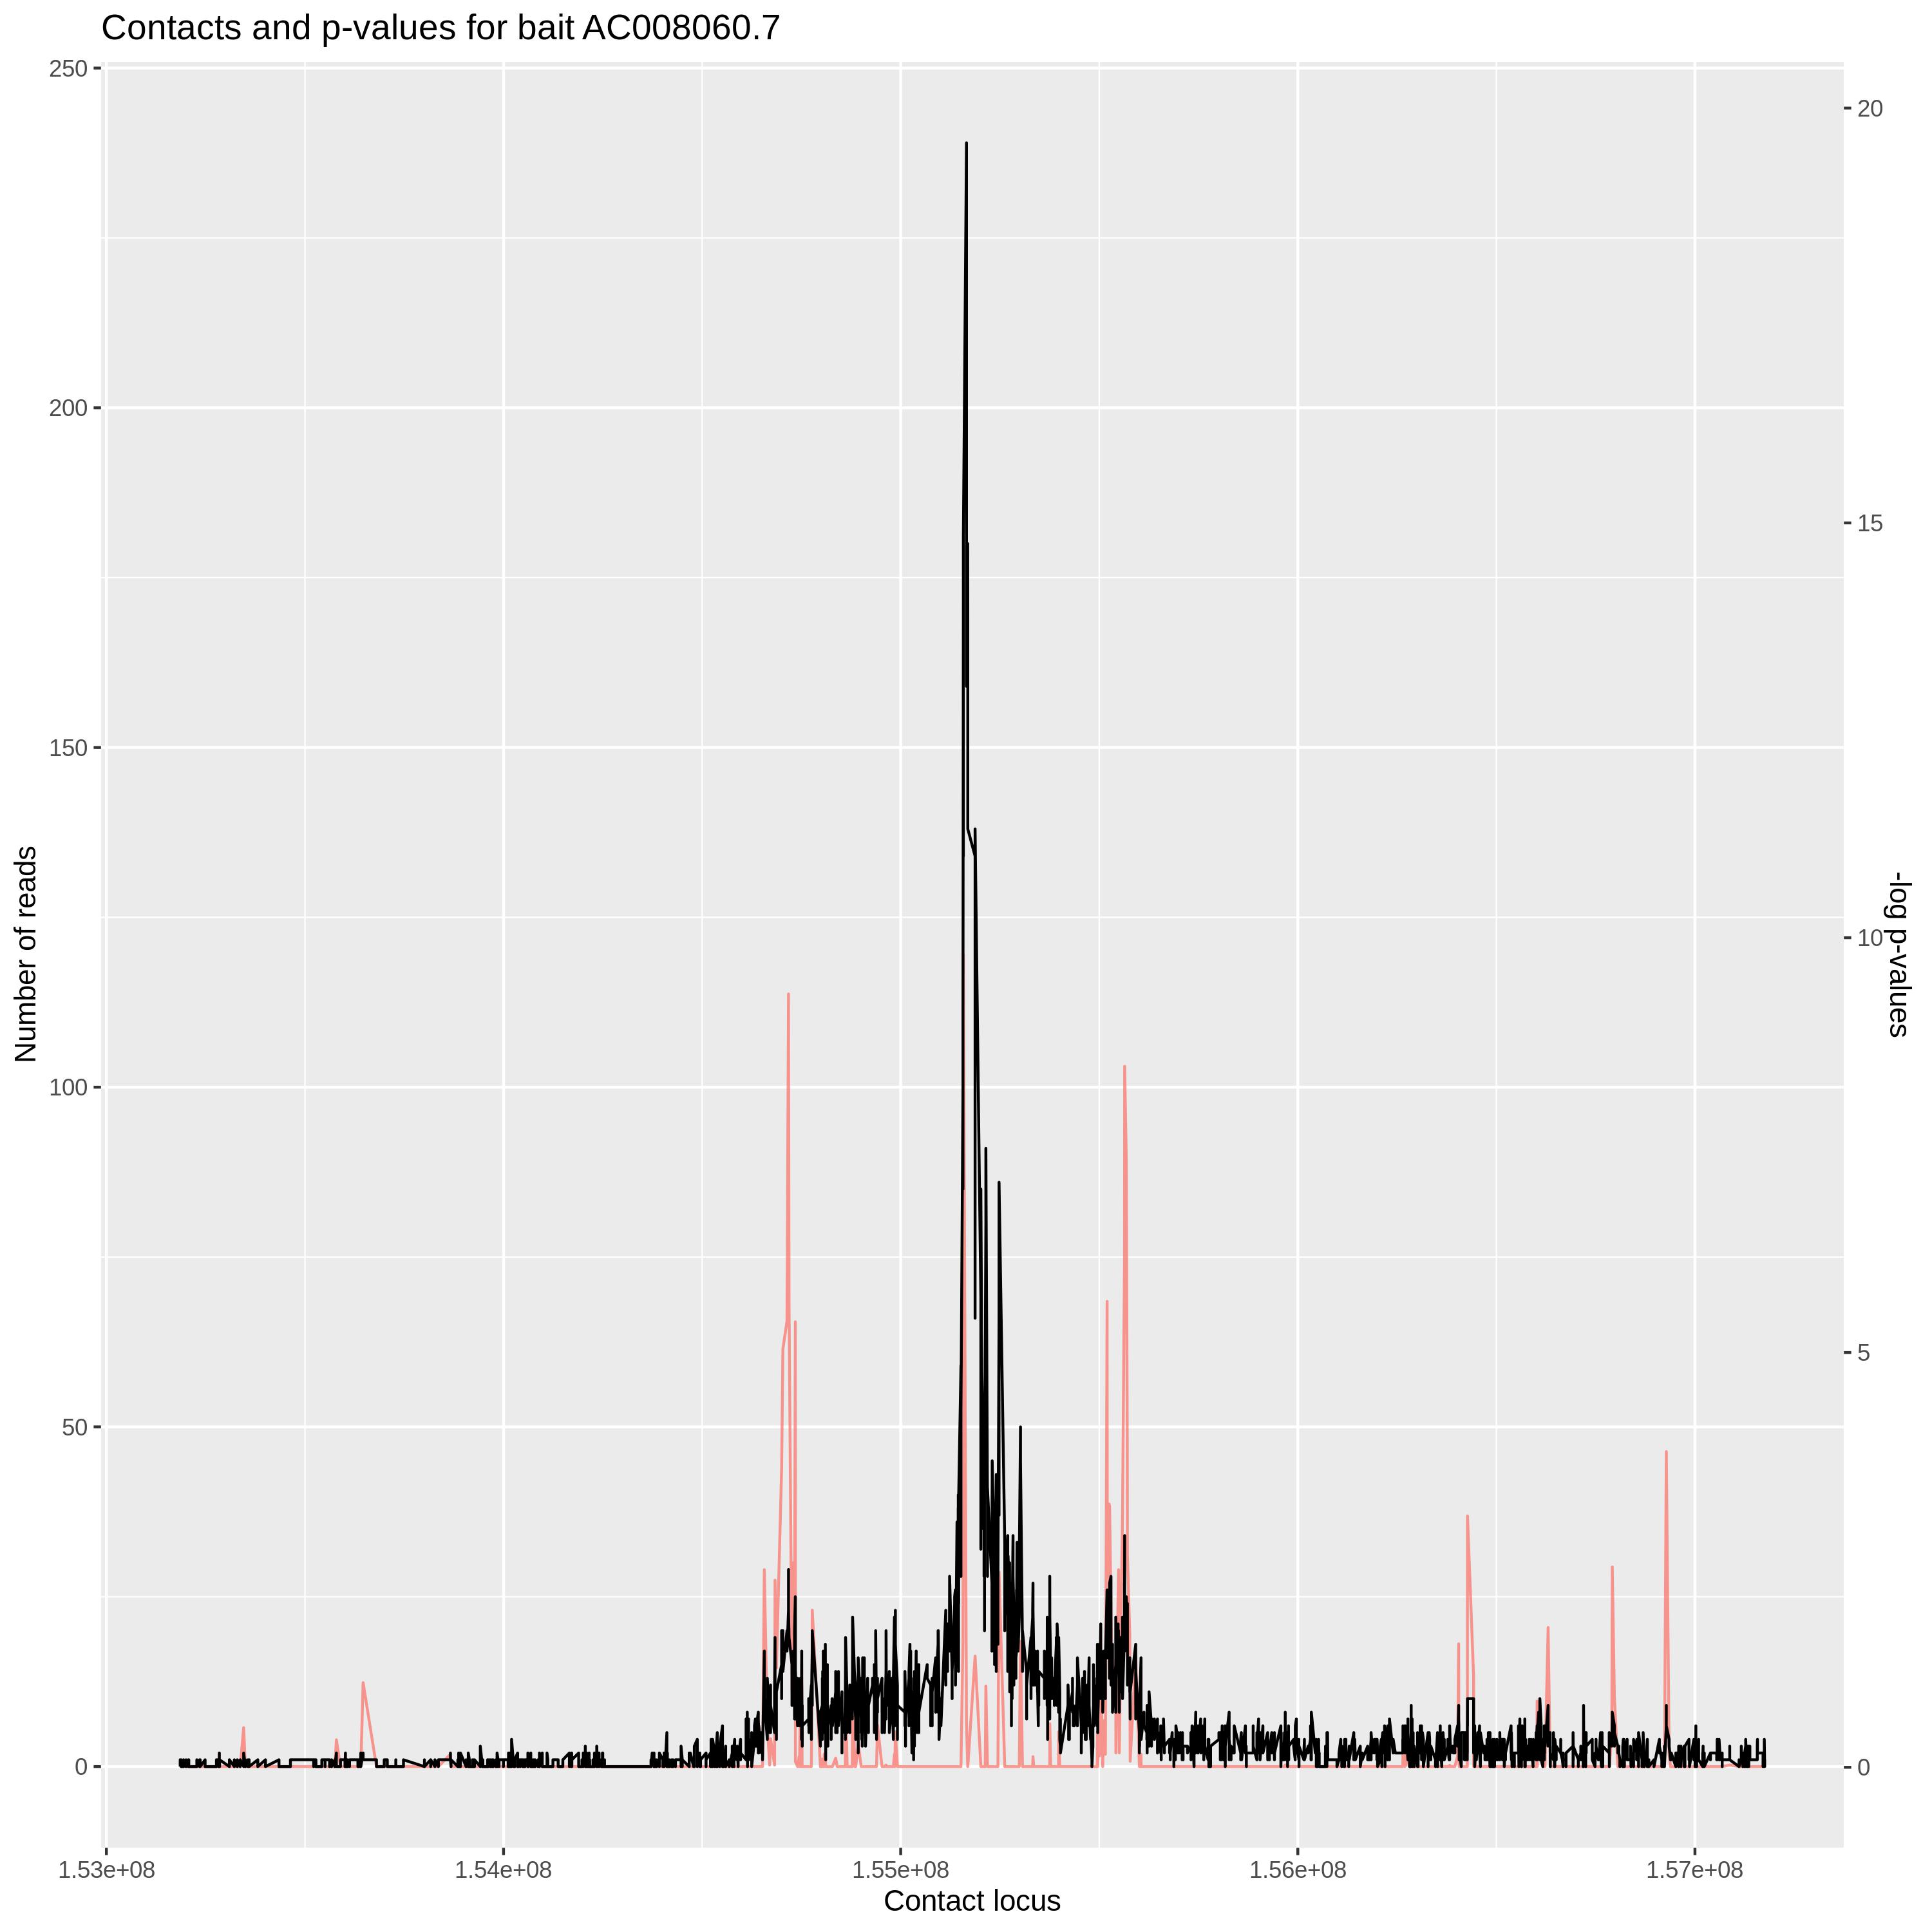 Contacts and p-values for bait AC008060.7
250
200
150
100
50
0
Number of reads
20
15
10
5
0
-log p-values
1.53e+08
1.54e+08
1.55e+08
1.56e+08
1.57e+08
Contact locus